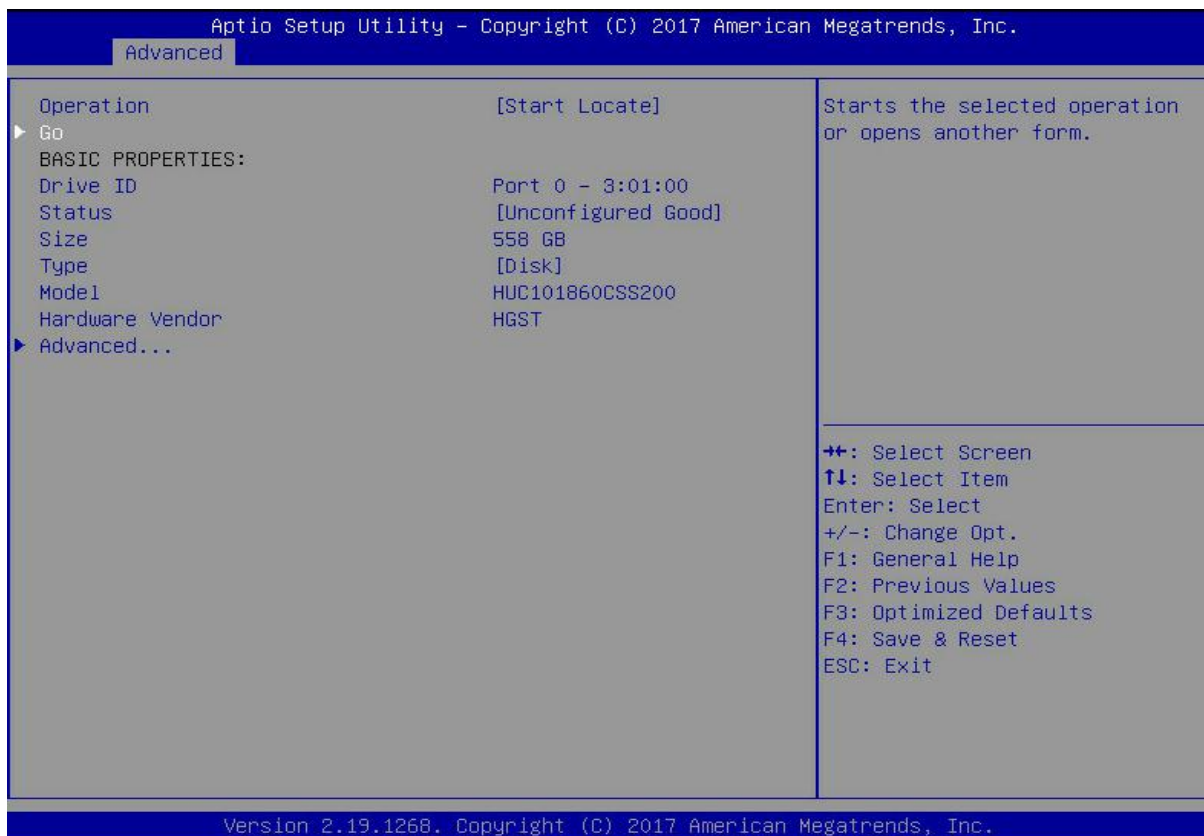 Aptio Setup Utility – Copyright (C) 2017 American Megatrends, Inc.
Advanced
Operation [Start Locate]
Go
BASIC PROPERTIES:
Drive ID Port 0 – 3:01:00
Status [Unconfigured Good]
Size 558 GB
Type [Disk]
Model HUC101860CSS200
Hardware Vendor HGST
Advanced...
Starts the selected operation
or opens another form.
→←: Select Screen
↑↓: Select Item
Enter: Select
+/-: Change Opt.
F1: General Help
F2: Previous Values
F3: Optimized Defaults
F4: Save & Reset
ESC: Exit
Version 2.19.1268. Copyright (C) 2017 American Megatrends, Inc.